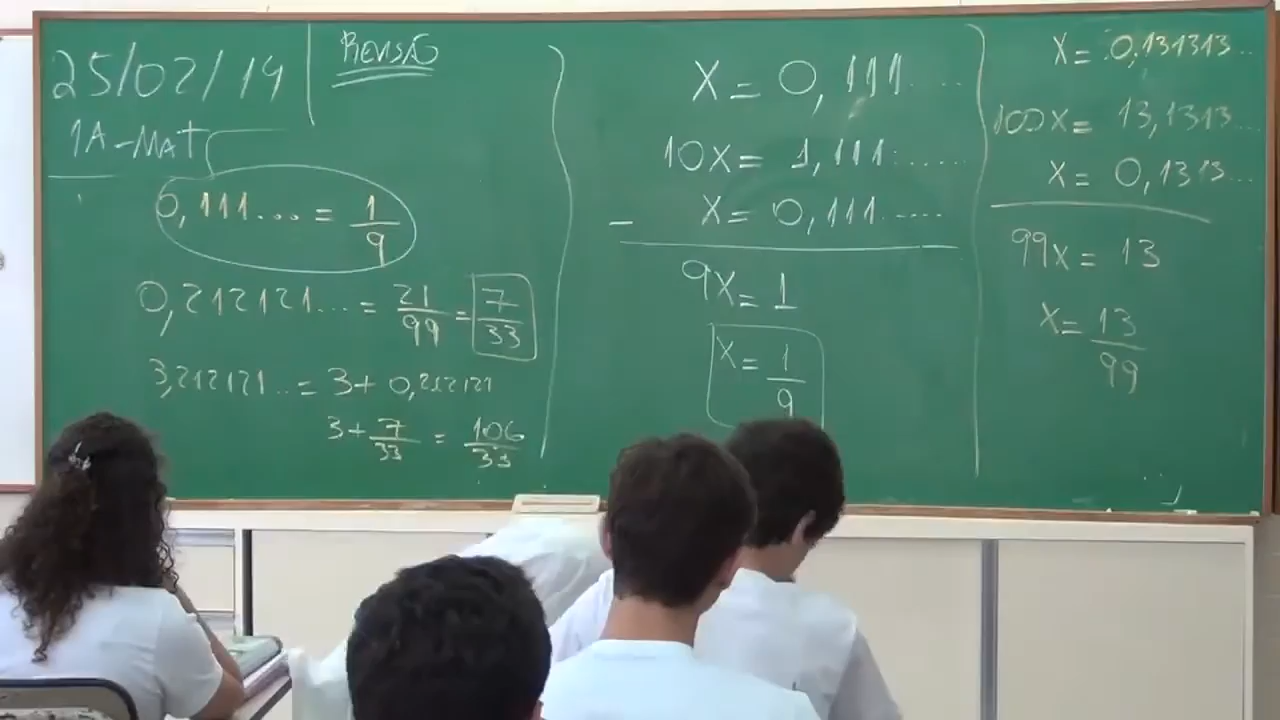 25/02/19
REVISÃO
1A-MAT
0,111... = 1/9
0,212121... = 21/99 = 7/33
3,212121... = 3 + 0,212121
3 + 7/33 = 106/33
X = 0,111.....
10X = 1,111......
- X = 0,111.....
9X = 1
X = 1/9
X = 0,131313...
100X = 13,1313...
X = 0,1313...
99X = 13
X = 13/99